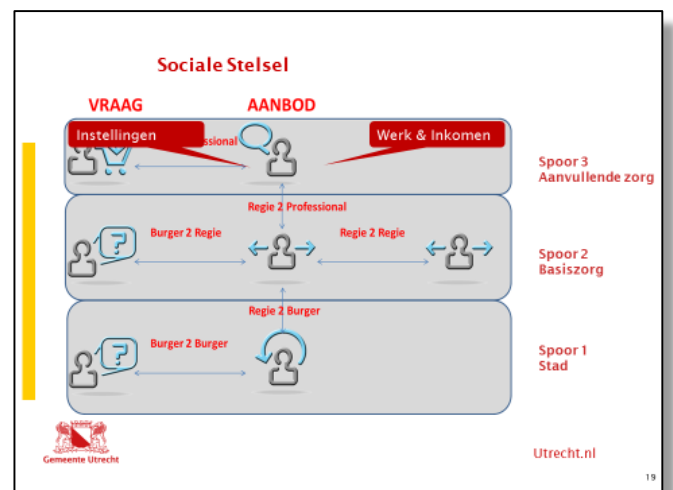 Sociale Stelsel
VRAAG
AANBOD
Instellingen
Werk & Inkomen
Spoor 3
Aanvullende zorg
Regie 2 Professional
Burger 2 Regie
Regie 2 Regie
Spoor 2
Basiszorg
Regie 2 Burger
Burger 2 Burger
Spoor 1
Stad
Gemeente Utrecht
Utrecht.nl
19